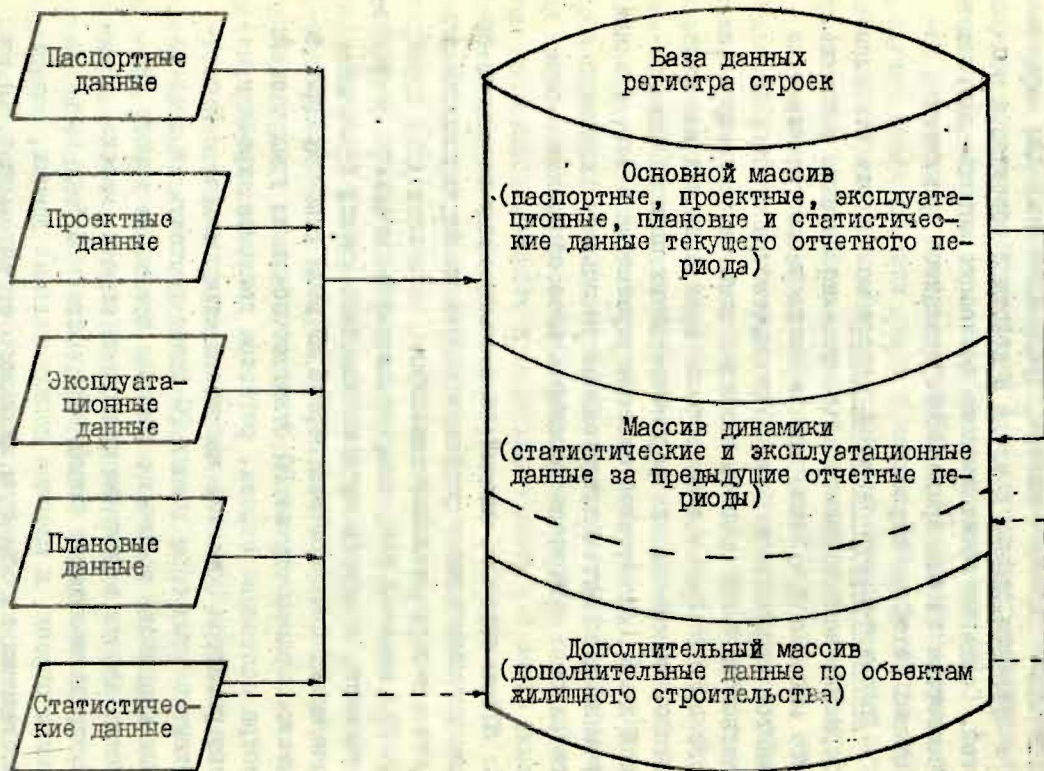 Паспортные
данные
Проектные
данные
Эксплуата-
ционные
данные
Плановые
данные
Статистичес-
кие данные
База данных
регистра строек
Основной массив
(паспортные, проектные, эксплуата-
ционные, плановые и статистичес-
кие данные текущего отчетного пе-
риода)
Массив динамики
(статистические и эксплуатационные
данные за предыдущие отчетные пе-
риоды)
Дополнительный массив
(дополнительные данные по объектам
жилищного строительства)